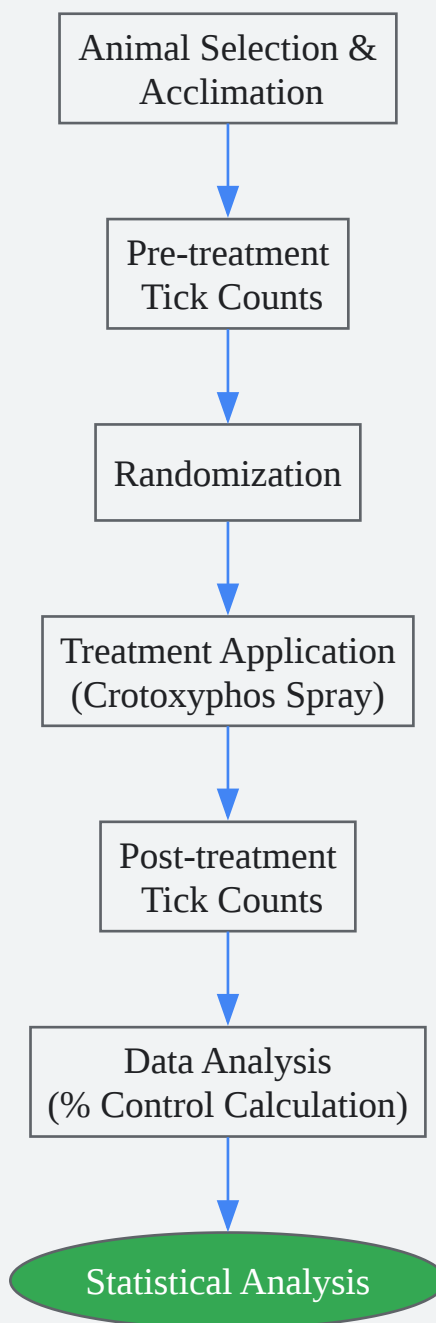 Animal Selection &
Acclimation
Pre-treatment
Tick Counts
Randomization
Treatment Application
(Crotoxyphos Spray)
Post-treatment
Tick Counts
Data Analysis
(% Control Calculation)
Statistical Analysis